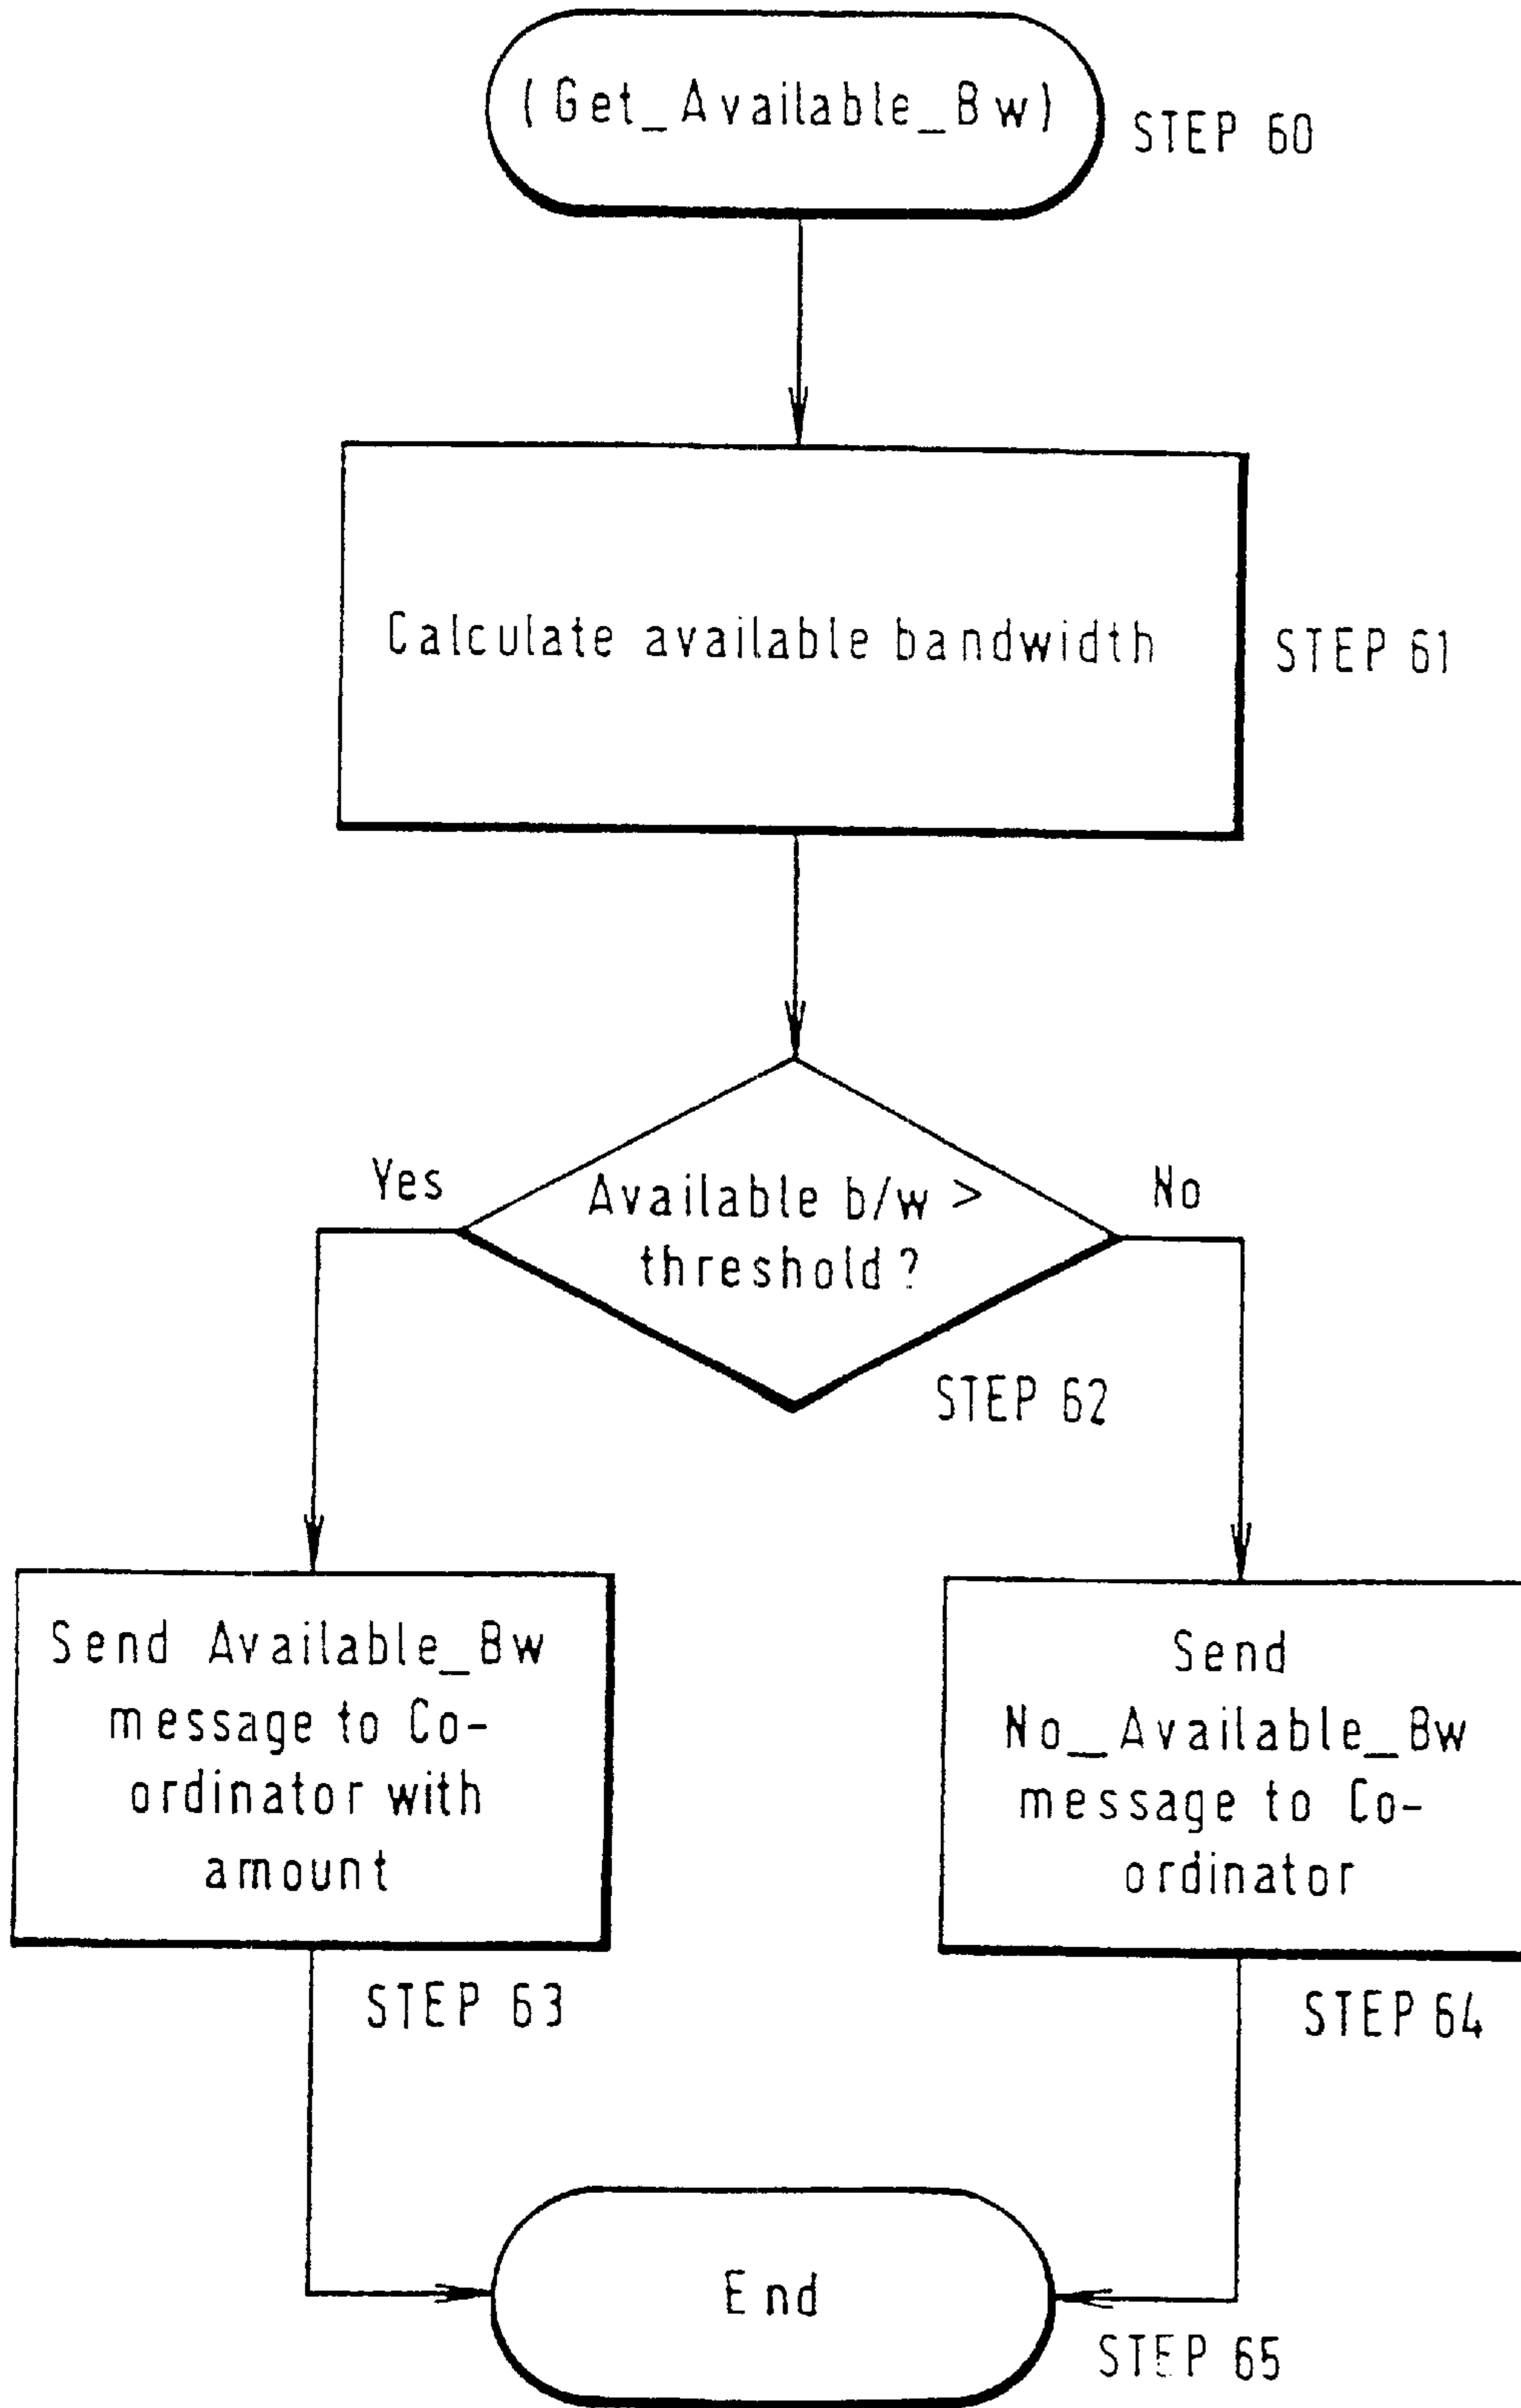 (Get_Available_Bw)
STEP 60
Calculate available bandwidth
STEP 61
Yes
Available b/w >
threshold?
No
STEP 62
Send Available_Bw
message to Co-
ordinator with
amount
STEP 63
Send
No_Available_Bw
message to Co-
ordinator
STEP 64
End
STEP 65